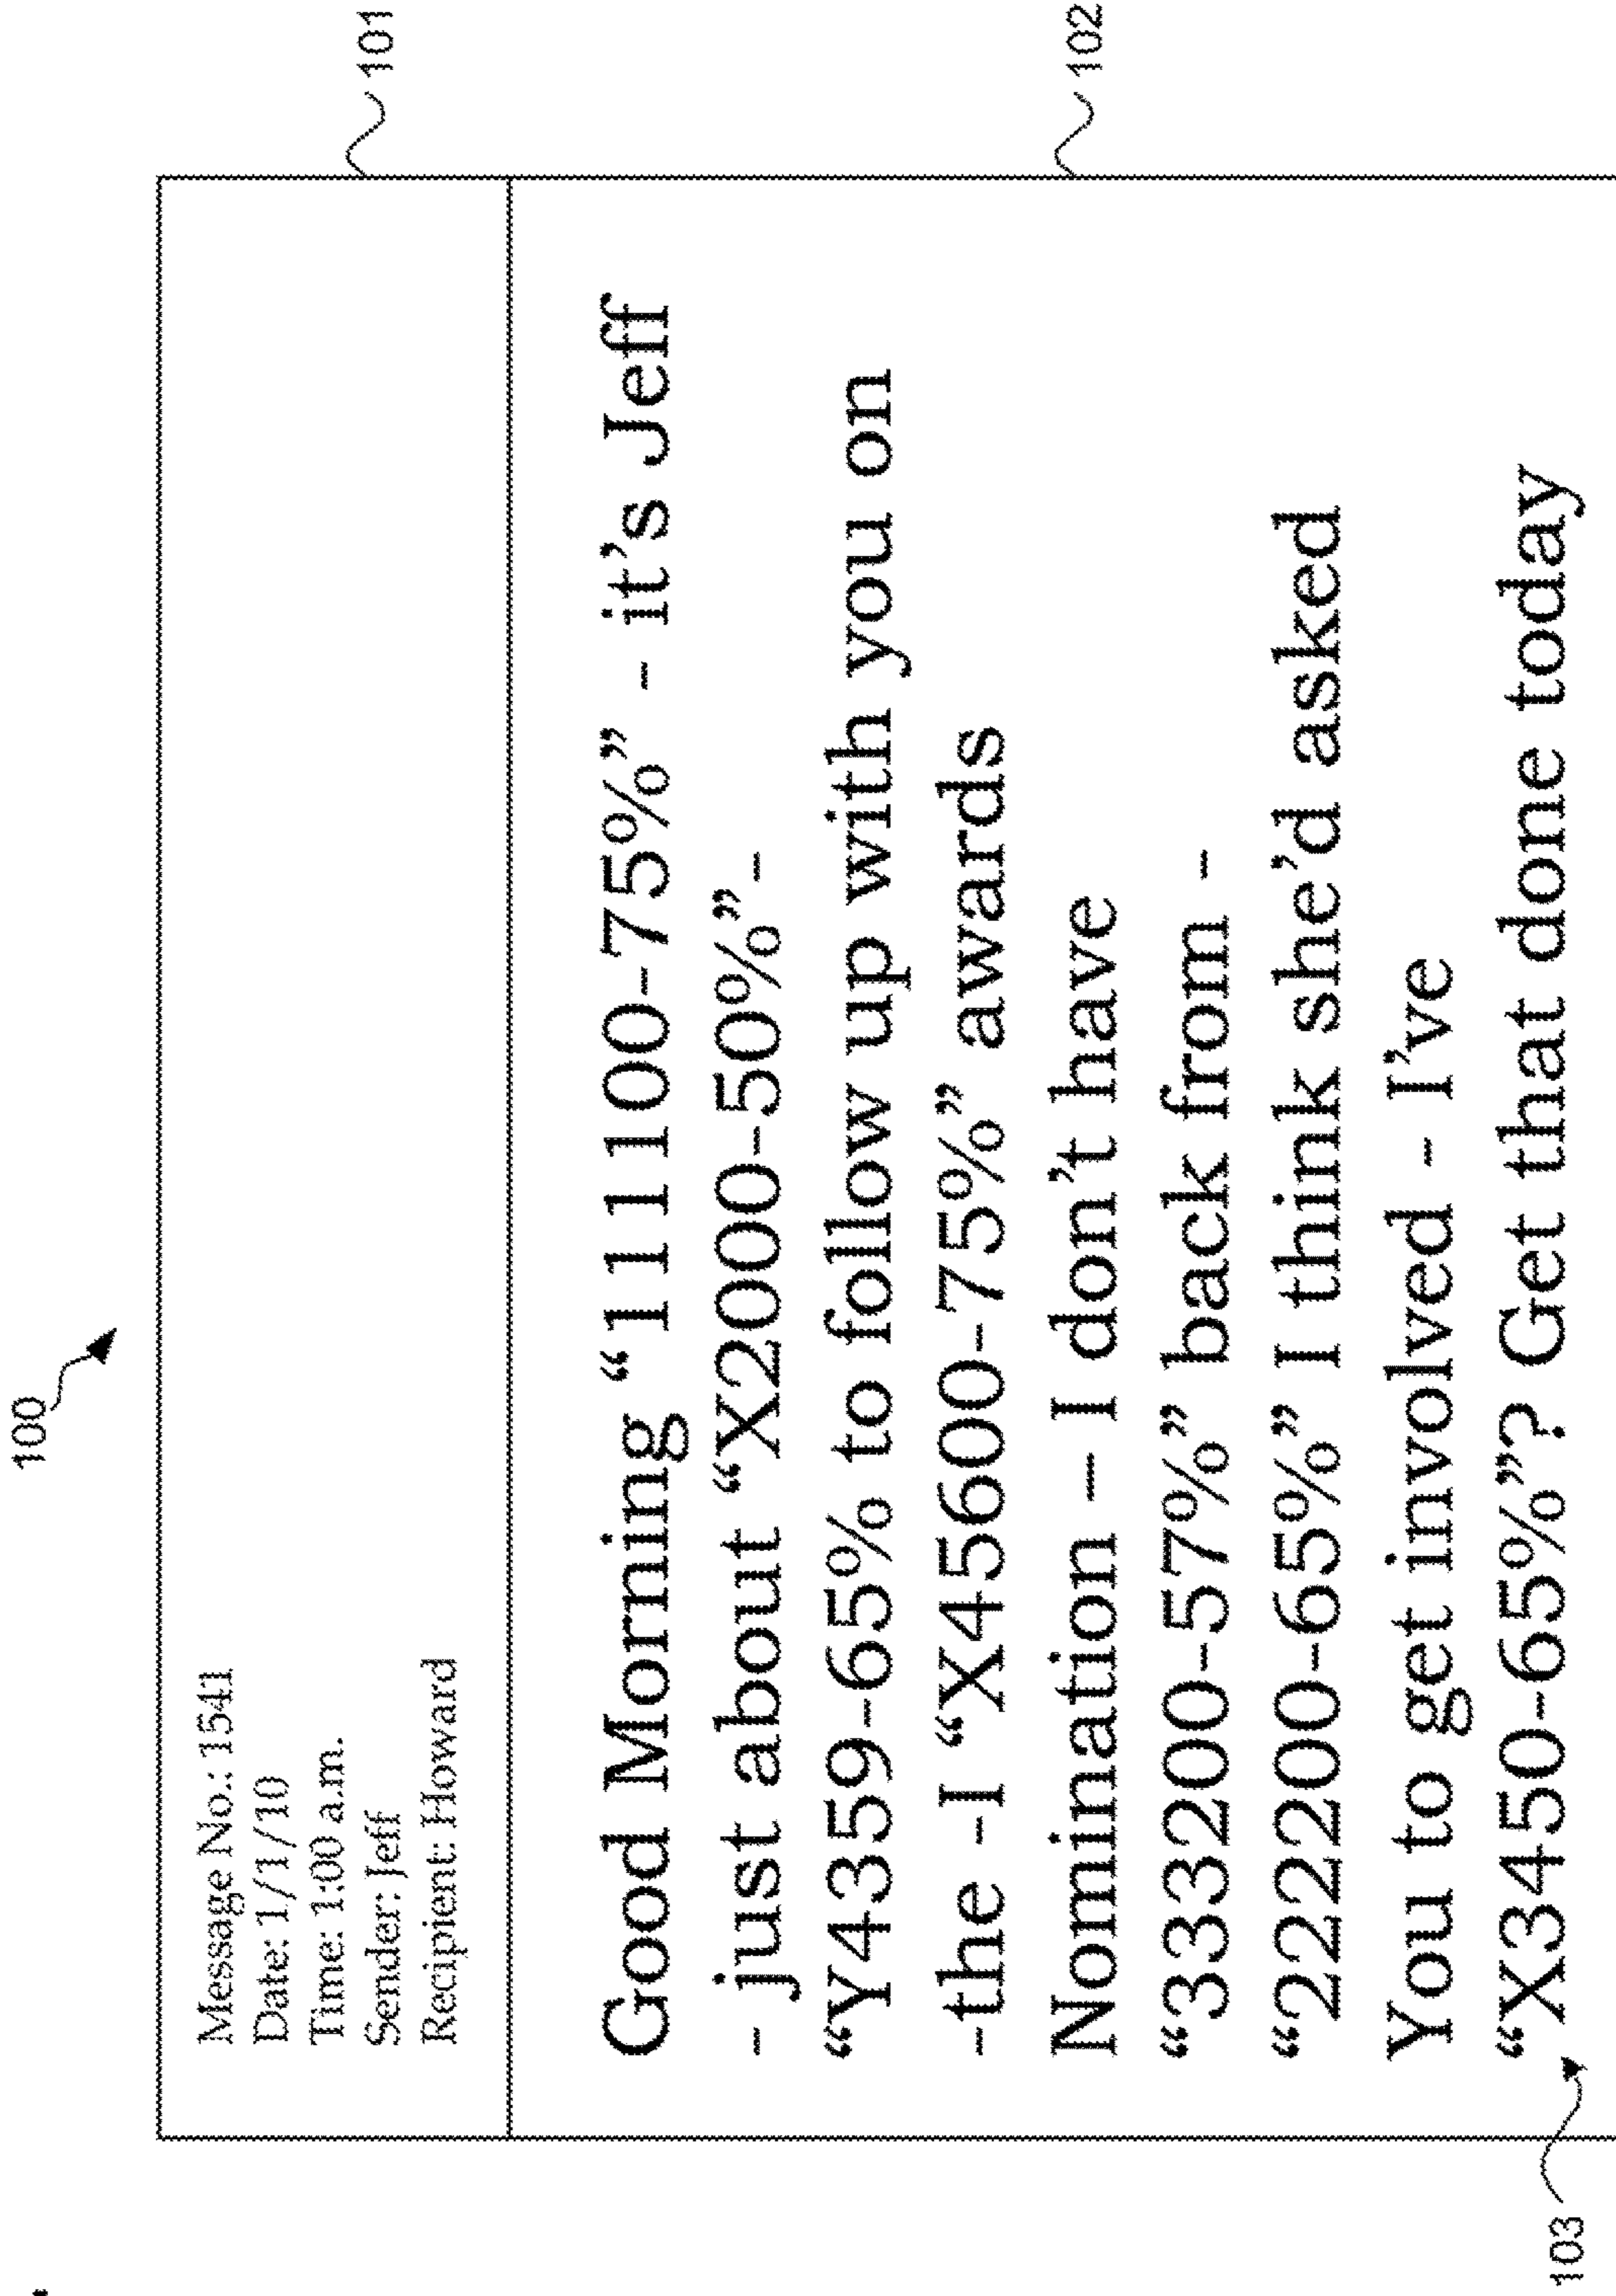 100
101
Message No.: 1541
Date: 1/1/10
Time: 1:00 a.m.
Sender: Jeff
Recipient: Howard
102
Good Morning “11100-75%” - it’s Jeff
- just about “X2000-50%”-
“Y4359-65% to follow up with you on
-the -I “X45600-75%” awards
Nomination – I don’t have
“33200-57%” back from -
“22200-65%” I think she’d asked
You to get involved - I’ve
“X3450-65%”? Get that done today
103